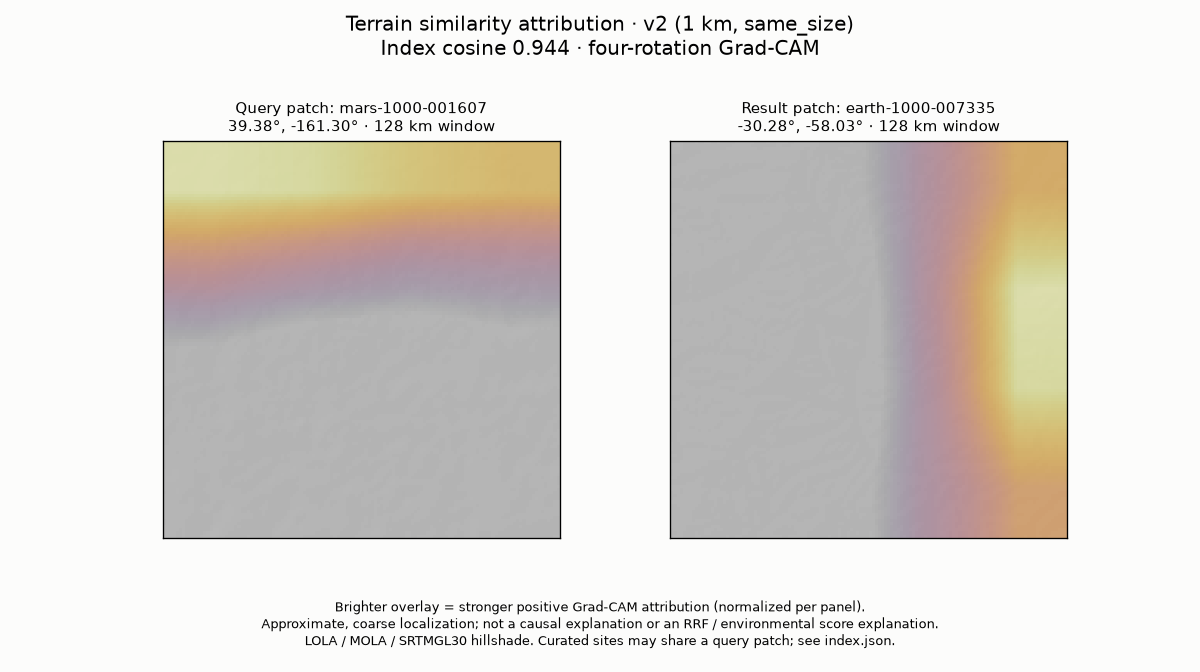 Terrain similarity attribution · v2 (1 km, same_size)
Index cosine 0.944 · four-rotation Grad-CAM
Query patch: mars-1000-001607
39.38°, -161.30° · 128 km window
Result patch: earth-1000-007335
-30.28°, -58.03° · 128 km window
Brighter overlay = stronger positive Grad-CAM attribution (normalized per panel).
Approximate, coarse localization; not a causal explanation or an RRF / environmental score explanation.
LOLA / MOLA / SRTMGL30 hillshade. Curated sites may share a query patch; see index.json.